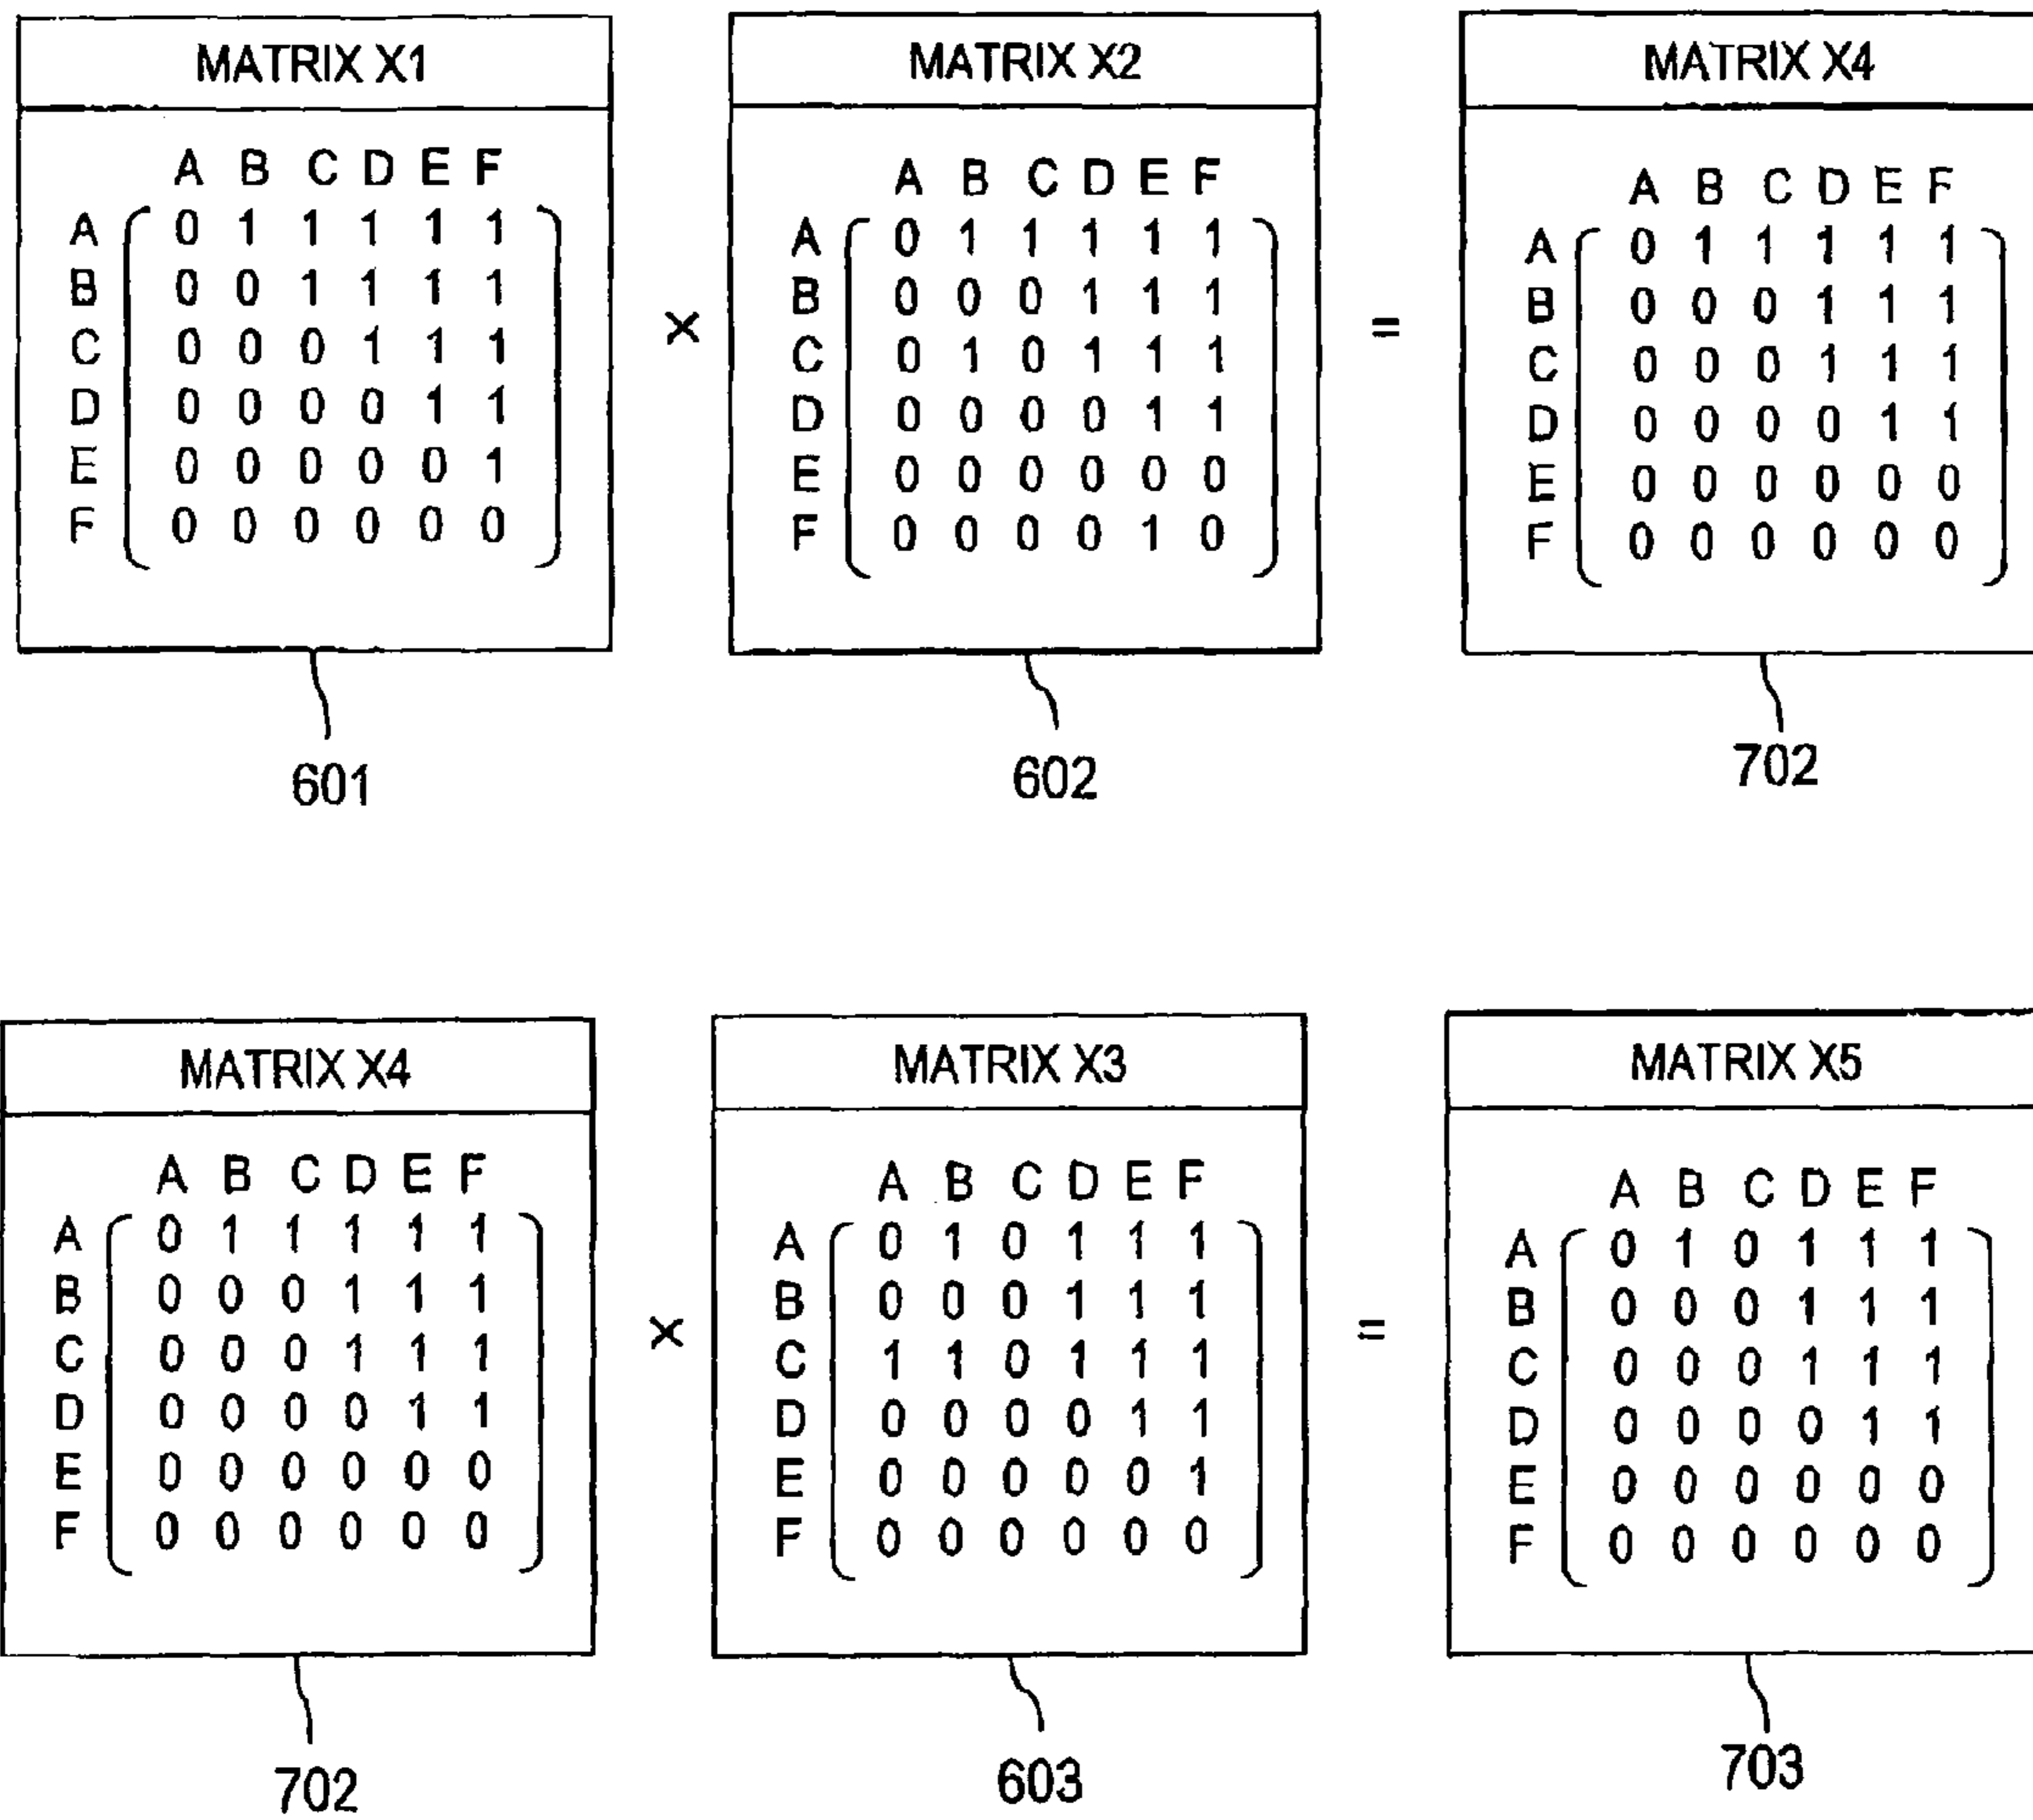 MATRIX X1
A B C D E F
A 0 1 1 1 1 1
B 0 0 1 1 1 1
C 0 0 0 1 1 1
D 0 0 0 0 1 1
E 0 0 0 0 0 1
F 0 0 0 0 0 0
601
×
MATRIX X2
A B C D E F
A 0 1 1 1 1 1
B 0 0 0 1 1 1
C 0 1 0 1 1 1
D 0 0 0 0 1 1
E 0 0 0 0 0 0
F 0 0 0 0 1 0
602
=
MATRIX X4
A B C D E F
A 0 1 1 1 1 1
B 0 0 0 1 1 1
C 0 0 0 1 1 1
D 0 0 0 0 1 1
E 0 0 0 0 0 0
F 0 0 0 0 0 0
702
MATRIX X4
A B C D E F
A 0 1 1 1 1 1
B 0 0 0 1 1 1
C 0 0 0 1 1 1
D 0 0 0 0 1 1
E 0 0 0 0 0 0
F 0 0 0 0 0 0
702
×
MATRIX X3
A B C D E F
A 0 1 0 1 1 1
B 0 0 0 1 1 1
C 1 1 0 1 1 1
D 0 0 0 0 1 1
E 0 0 0 0 0 1
F 0 0 0 0 0 0
603
=
MATRIX X5
A B C D E F
A 0 1 0 1 1 1
B 0 0 0 1 1 1
C 0 0 0 1 1 1
D 0 0 0 0 1 1
E 0 0 0 0 0 0
F 0 0 0 0 0 0
703